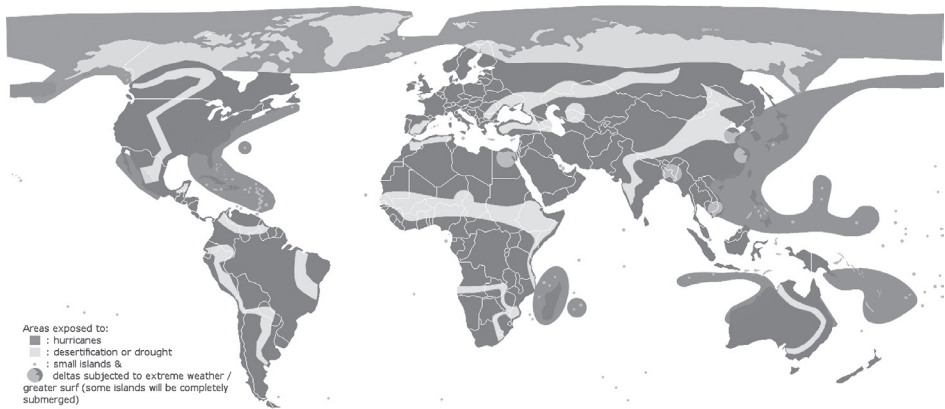 Areas exposed to:
: hurricanes
: desertification or drought
: small islands &
deltas subjected to extreme weather /
greater surf (some islands will be completely
submerged)